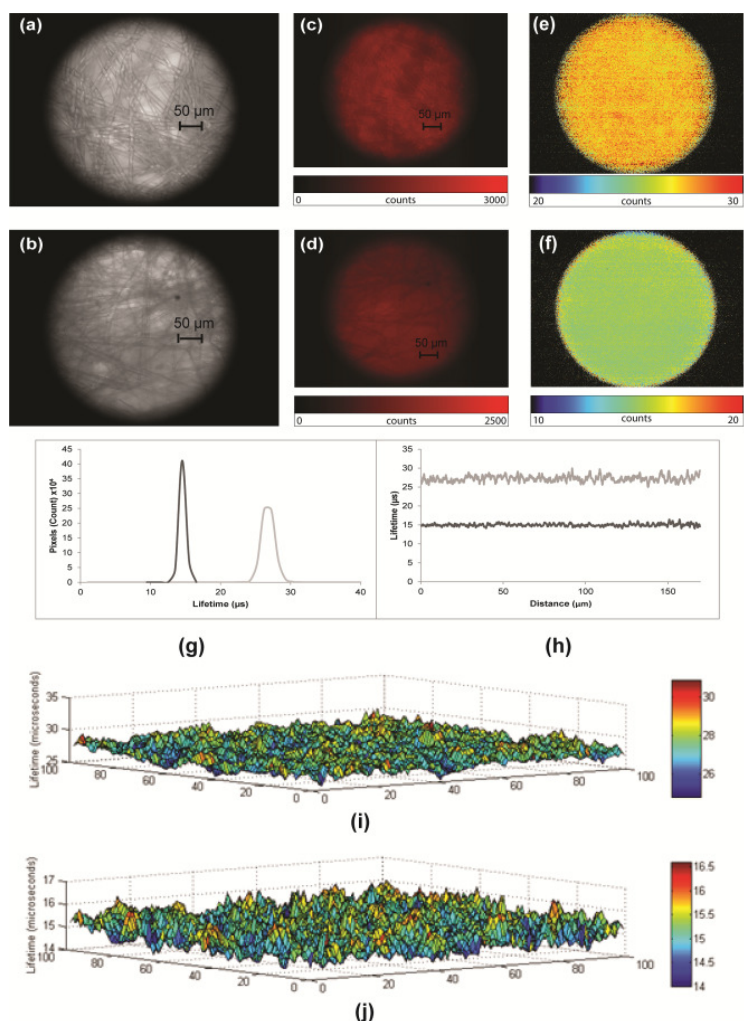 (a)
50 µm
(c)
50 µm
0 counts 3000
(e)
20 counts 30
(b)
50 µm
(d)
50 µm
0 counts 2500
(f)
10 counts 20
Pixels (Count) x10⁴
45
40
35
30
25
20
15
10
5
0
0 10 20 30 40
Lifetime (µs)
(g)
Lifetime (µs)
35
30
25
20
15
10
5
0
0 50 100 150
Distance (µm)
(h)
Lifetime (microseconds)
35
30
25
100 80 60 40 20 0
0 20 40 60 80 100
30
28
26
(i)
Lifetime (microseconds)
17
16
15
14
100 80 60 40 20 0
0 20 40 60 80 100
16.5
16
15.5
15
14.5
14
(j)